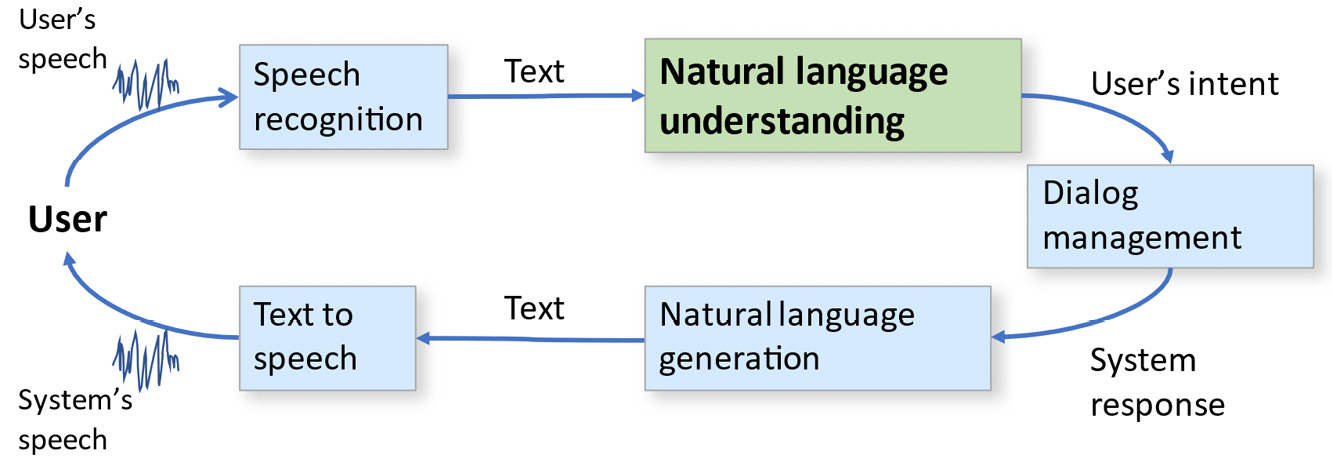 User’s
speech
Speech
recognition
Text
Natural language
understanding
User’s intent
Dialog
management
User
Text to
speech
Text
Natural language
generation
System
response
System’s
speech